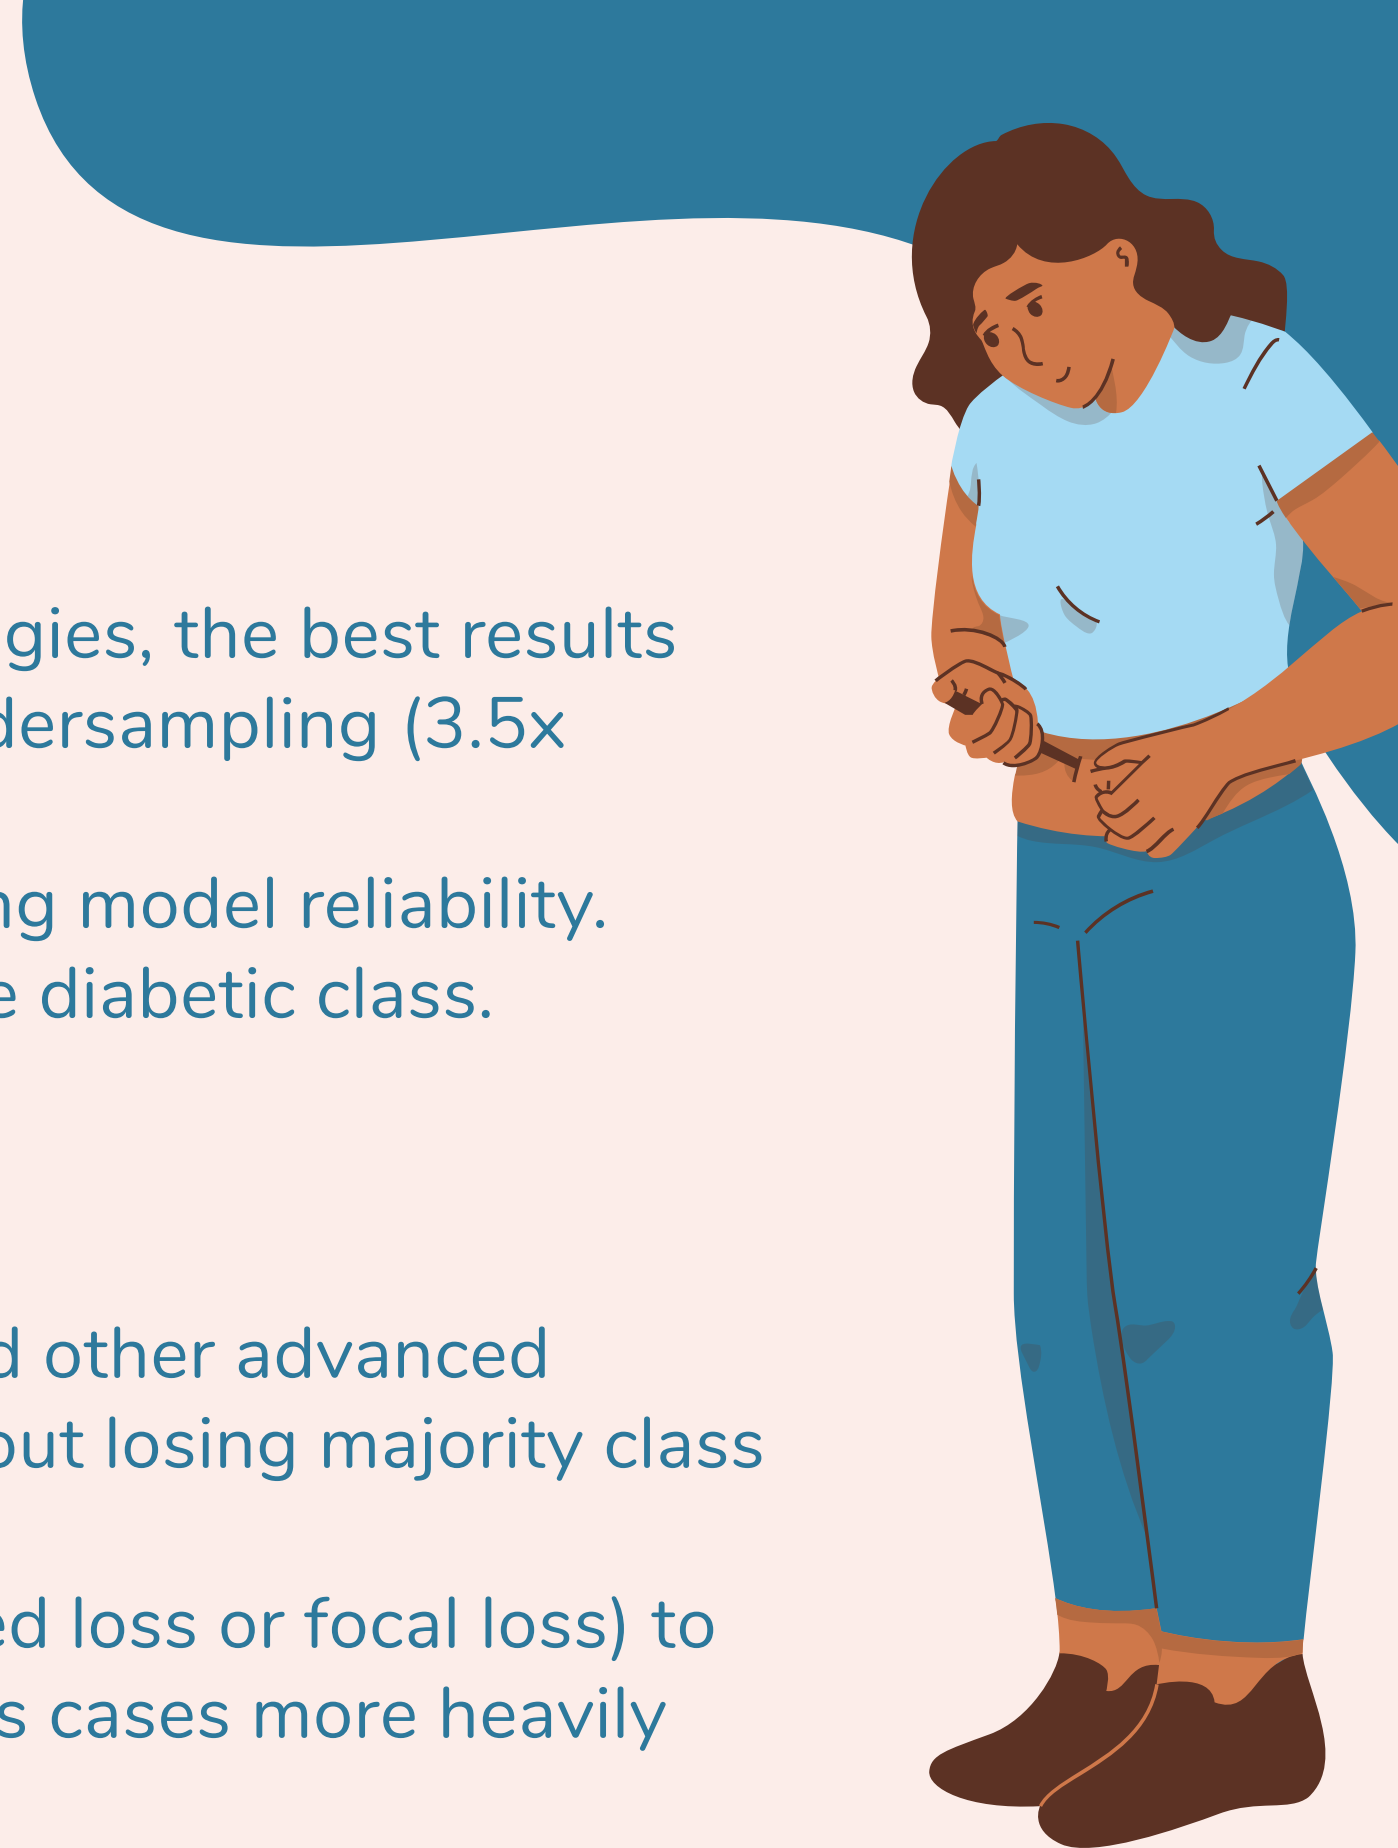 gies, the best results
dersampling (3.5x
ng model reliability.
e diabetic class.
d other advanced
out losing majority class
ed loss or focal loss) to
s cases more heavily